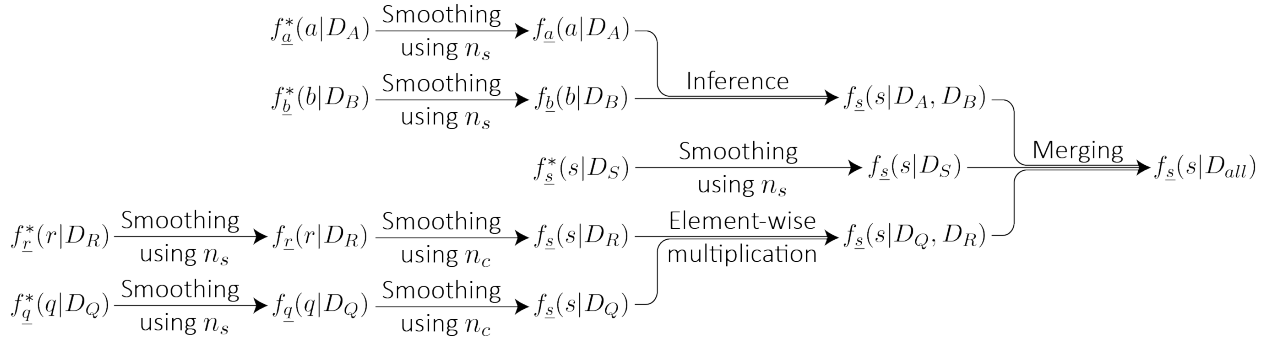 f*_a(a|D_A) Smoothing using n_s f_a(a|D_A)
f*_b(b|D_B) Smoothing using n_s f_b(b|D_B) Inference f_s(s|D_A, D_B)
f*_s(s|D_S) Smoothing using n_s f_s(s|D_S) Merging f_s(s|D_all)
f*_r(r|D_R) Smoothing using n_s f_r(r|D_R) Smoothing using n_c f_s(s|D_R) Element-wise multiplication f_s(s|D_Q, D_R)
f*_q(q|D_Q) Smoothing using n_s f_q(q|D_Q) Smoothing using n_c f_s(s|D_Q)